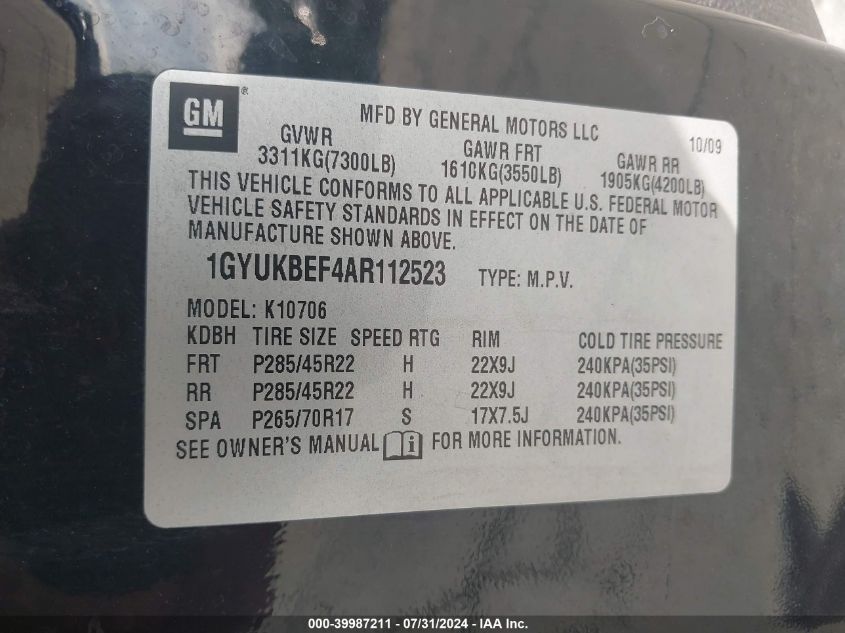 GM ®
MFD BY GENERAL MOTORS LLC
10/09
GVWR GAWR FRT GAWR RR
3311KG(7300LB) 1610KG(3550LB) 1905KG(4200LB)
THIS VEHICLE CONFORMS TO ALL APPLICABLE U.S. FEDERAL MOTOR
VEHICLE SAFETY STANDARDS IN EFFECT ON THE DATE OF
MANUFACTURE SHOWN ABOVE.
1GYUKBEF4AR112523 TYPE: M.P.V.
MODEL: K10706
KDBH TIRE SIZE SPEED RTG RIM COLD TIRE PRESSURE
FRT P285/45R22 H 22X9J 240KPA(35PSI)
RR P285/45R22 H 22X9J 240KPA(35PSI)
SPA P265/70R17 S 17X7.5J 240KPA(35PSI)
SEE OWNER'S MANUAL i FOR MORE INFORMATION.
000-39987211 - 07/31/2024 - IAA Inc.